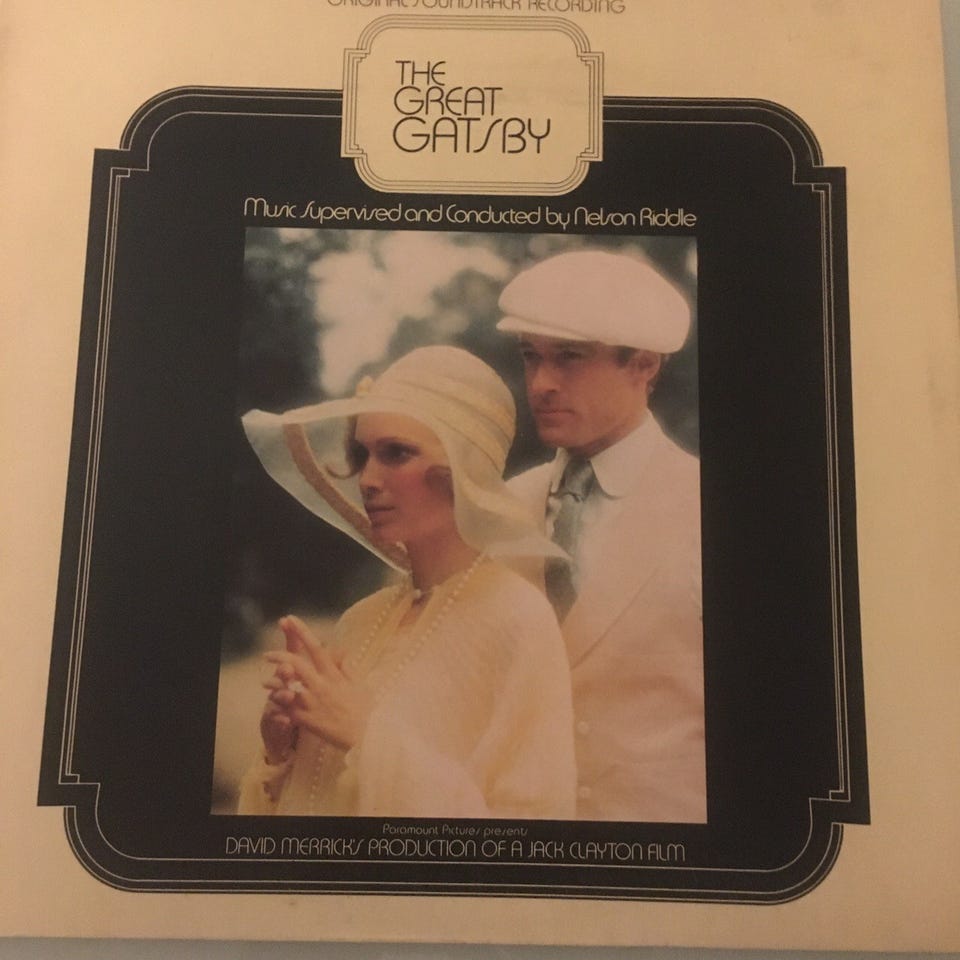 ORIGINAL SOUNDTRACK RECORDING
THE
GREAT
GATSBY
Music Supervised and Conducted by Nelson Riddle
Paramount Pictures presents
DAVID MERRICK'S PRODUCTION OF A JACK CLAYTON FILM